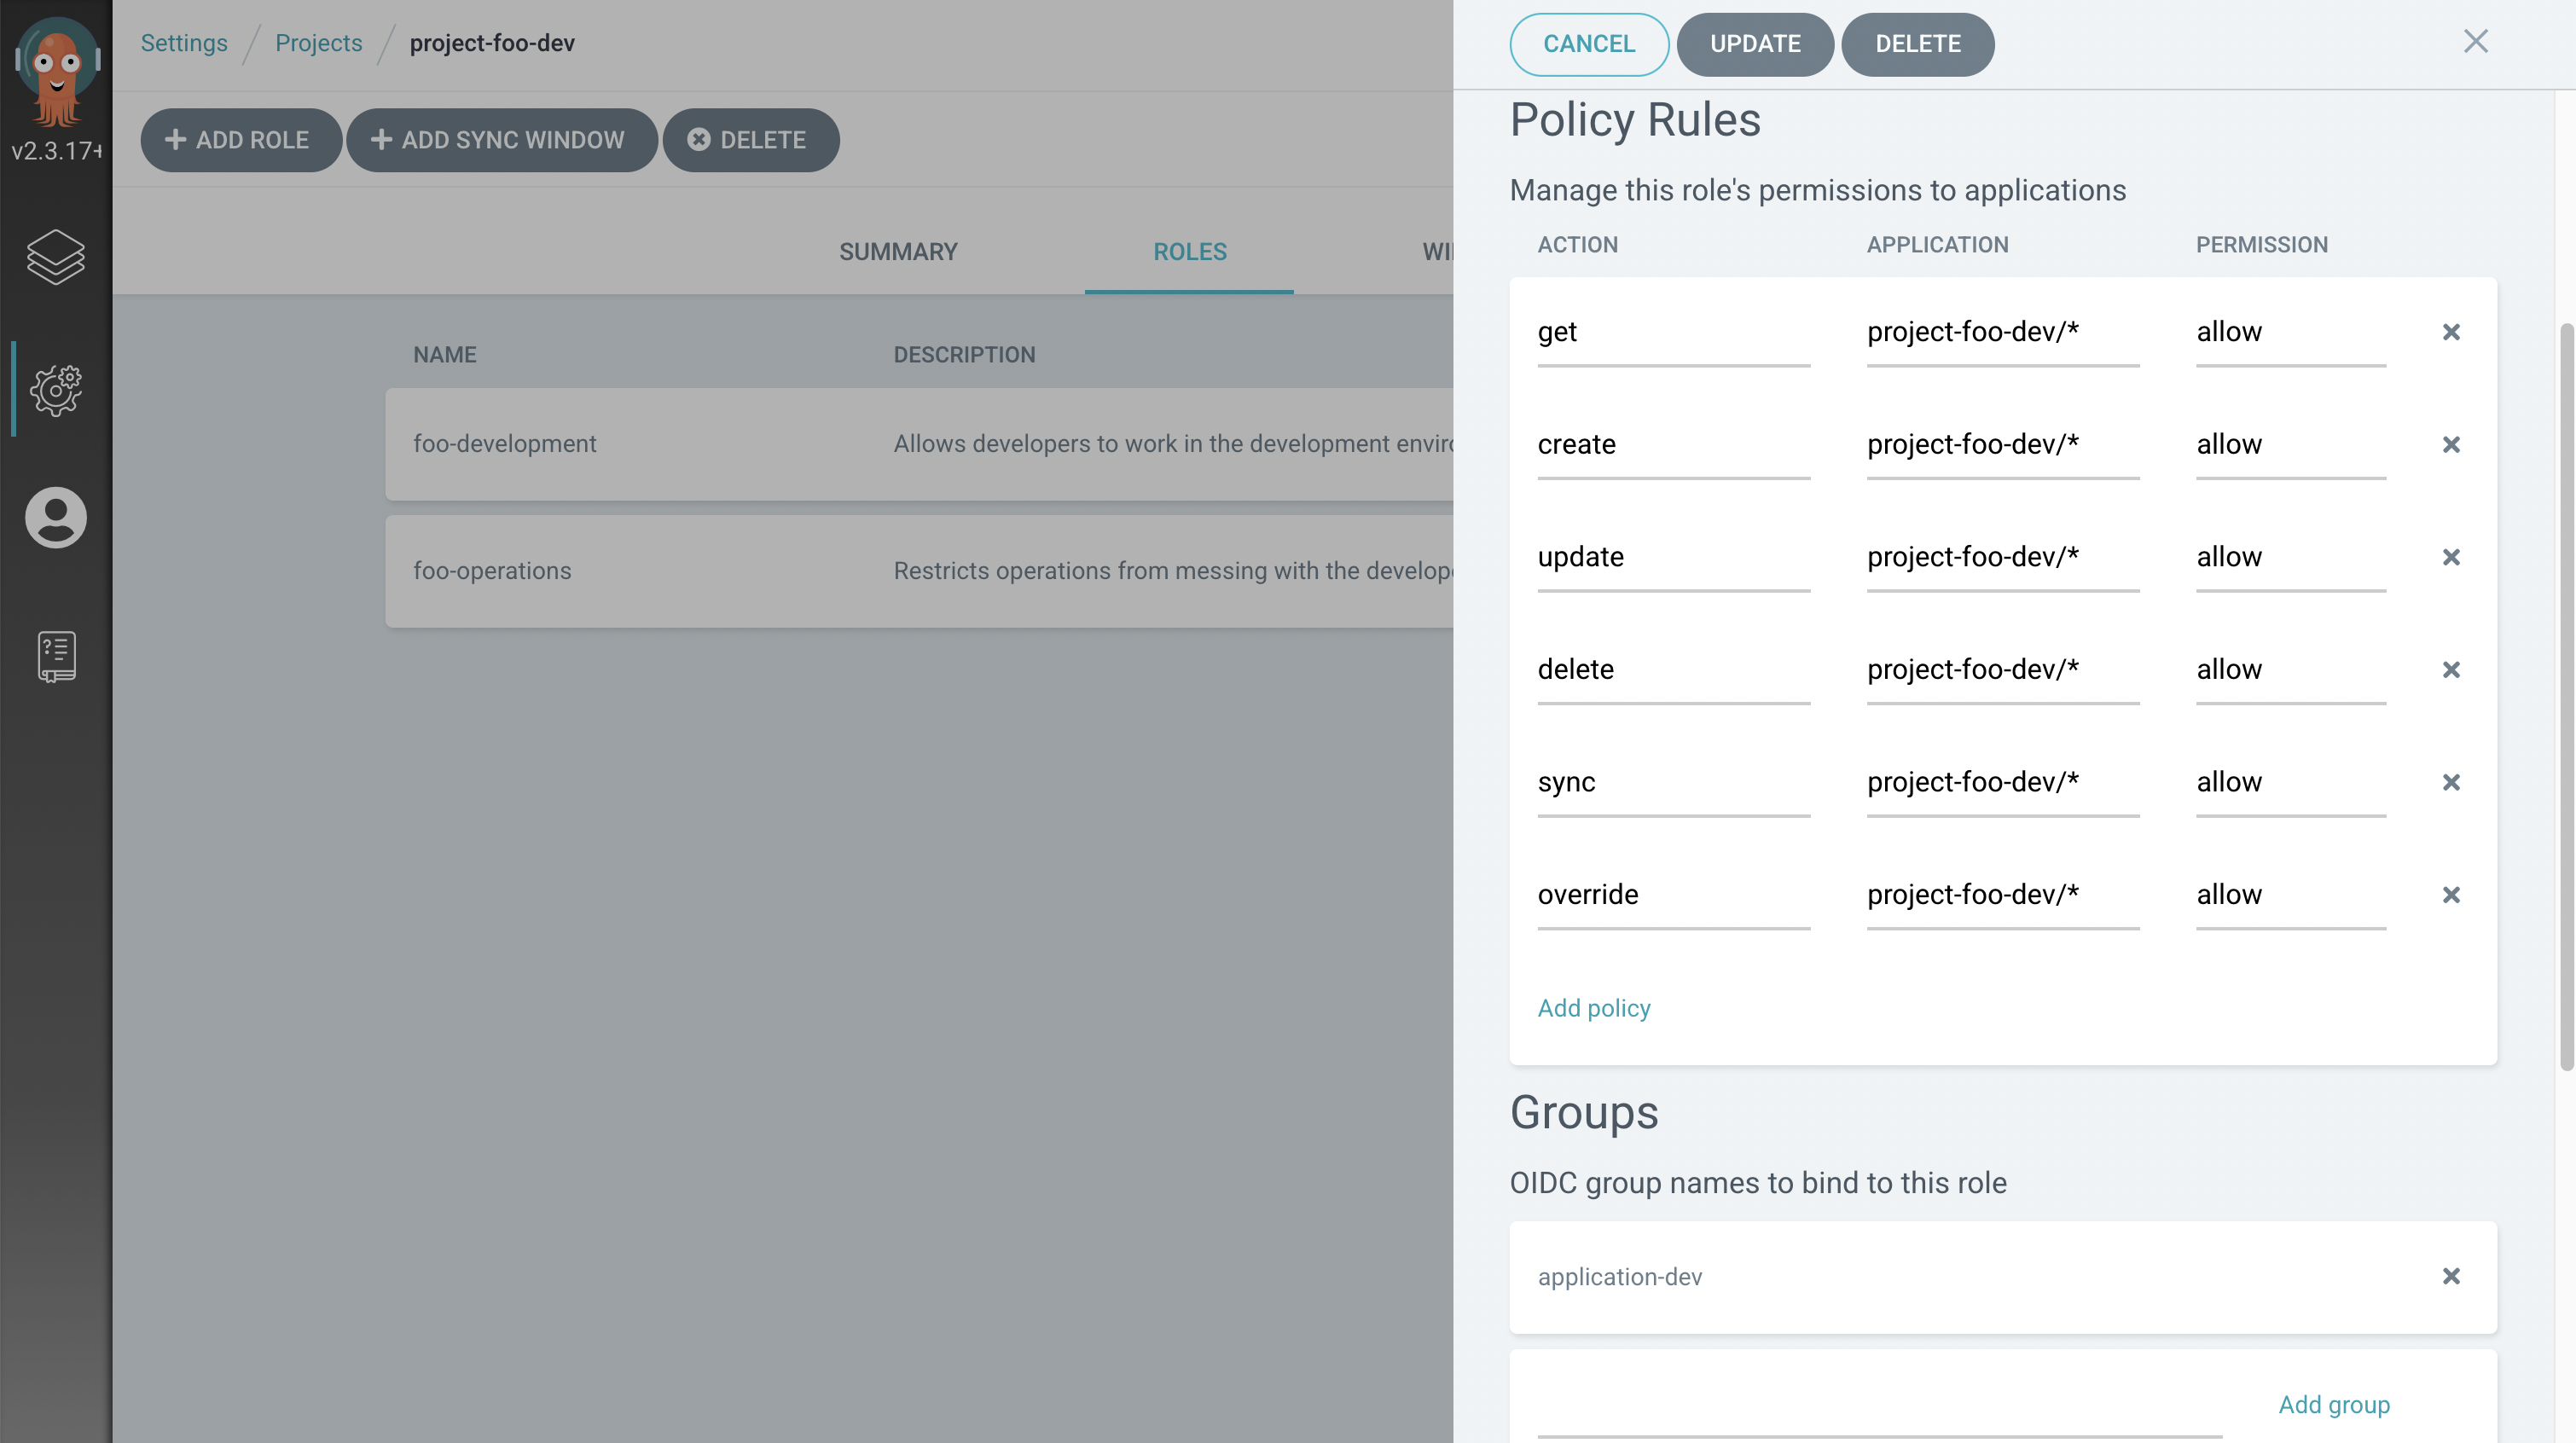 v2.3.17+
Settings / Projects / project-foo-dev
ADD ROLE ADD SYNC WINDOW DELETE
SUMMARY ROLES
NAME DESCRIPTION
foo-development Allows developers to work in the development
foo-operations Restricts operations from messing with the
CANCEL UPDATE DELETE
Policy Rules
Manage this role's permissions to applications
ACTION APPLICATION PERMISSION
get project-foo-dev/* allow
create project-foo-dev/* allow
update project-foo-dev/* allow
delete project-foo-dev/* allow
sync project-foo-dev/* allow
override project-foo-dev/* allow
Add policy
Groups
OIDC group names to bind to this role
application-dev
Add group